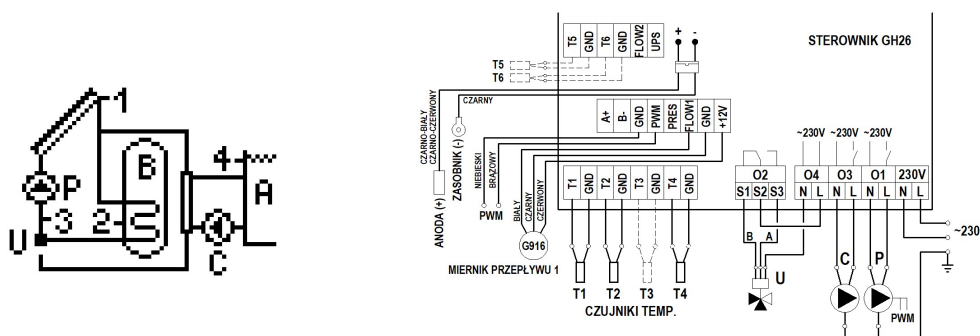 1
B
4
A
P
3
2
U
C
STEROWNIK GH26
T5 GND T6 GND FLOW2 UPS
+ -
T5
T6
CZARNY
CZARNO-BIAŁY
CZARNO-CZERWONY
ZASOBNIK (-)
ANODA (+)
A+ B- GND PWM PRES FLOW1 GND +12V
NIEBIESKI
BRĄZOWY
PWM
BIAŁY
CZARNY
CZERWONY
G916
MIERNIK PRZEPŁYWU 1
T1 GND T2 GND T3 GND T4 GND
T1 T2 T3 T4
CZUJNIKI TEMP.
~230V ~230V ~230V
O2 O4 O3 O1 230V
S1 S2 S3 N L N L N L N L
B A
U
C
P
PWM
~230